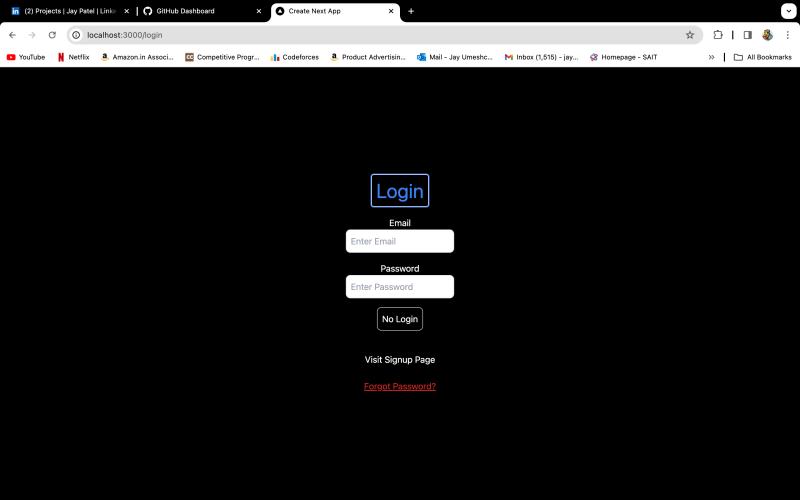 in (2) Projects | Jay Patel | Linke
GitHub Dashboard
Create Next App
localhost:3000/login
YouTube
N Netflix
a Amazon.in Associ...
CC Competitive Progr...
Codeforces
a Product Advertisin...
Mail - Jay Umeshc...
Inbox (1,515) - jay...
Homepage - SAIT
All Bookmarks
Login
Email
Enter Email
Password
Enter Password
No Login
Visit Signup Page
Forgot Password?